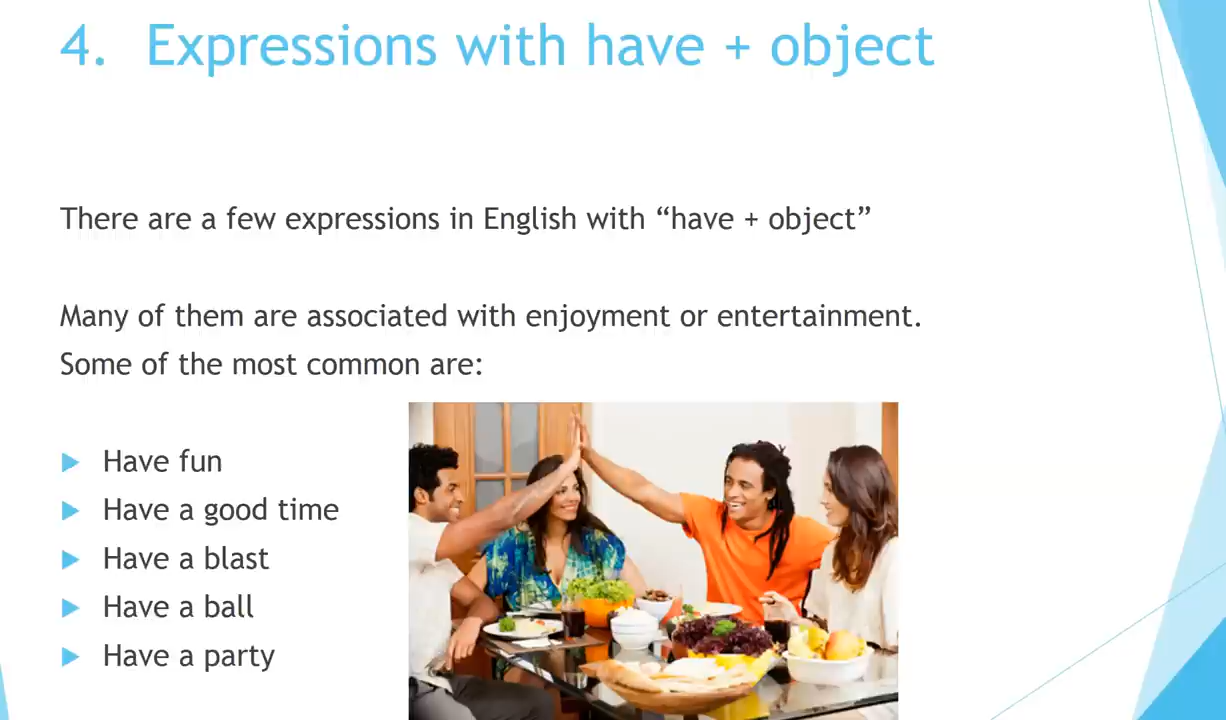 4. Expressions with have + object
There are a few expressions in English with “have + object”
Many of them are associated with enjoyment or entertainment.
Some of the most common are:
Have fun
Have a good time
Have a blast
Have a ball
Have a party